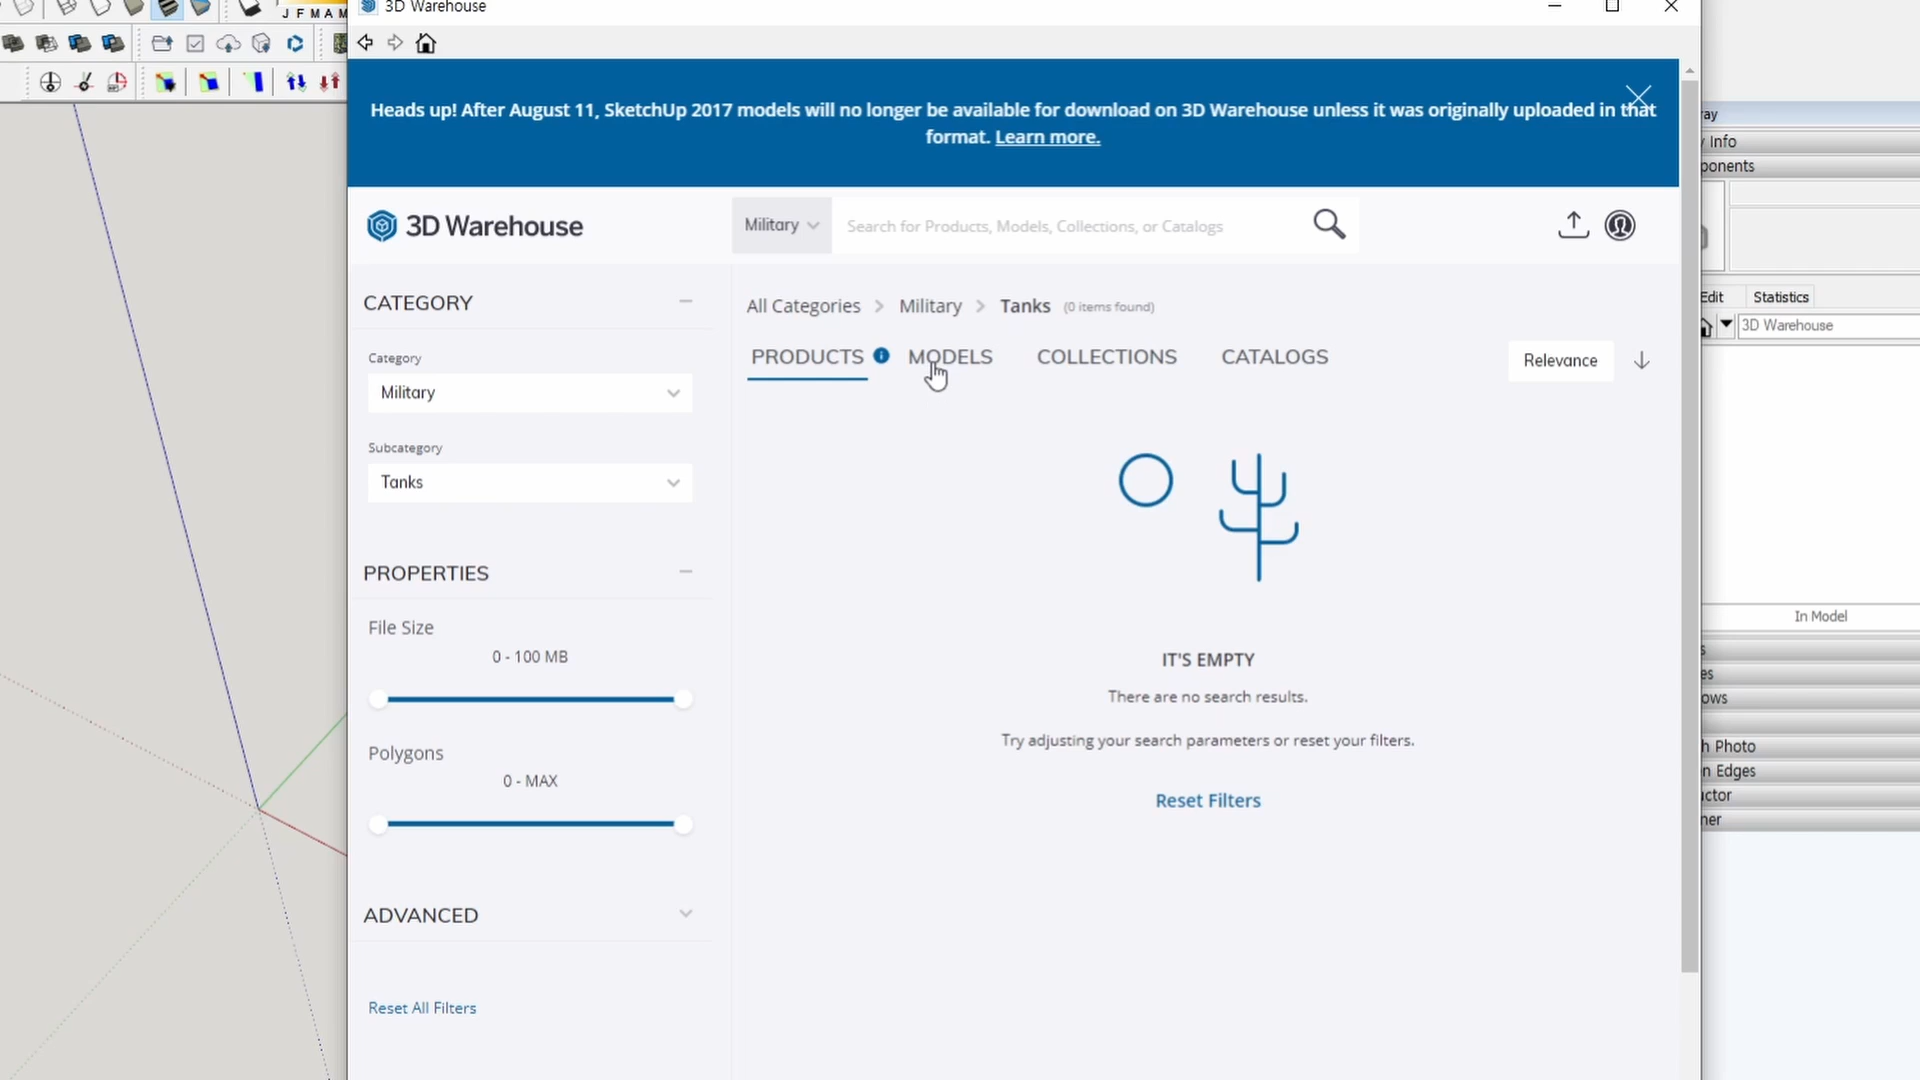 3D Warehouse
J F M A M
Heads up! After August 11, SketchUp 2017 models will no longer be available for download on 3D Warehouse unless it was originally uploaded in that
format. Learn more.
3D Warehouse
Military
Search for Products, Models, Collections, or Catalogs
CATEGORY
Category
Military
Subcategory
Tanks
PROPERTIES
File Size
0 - 100 MB
Polygons
0 - MAX
ADVANCED
Reset All Filters
All Categories > Military > Tanks (0 items found)
PRODUCTS i MODELS COLLECTIONS CATALOGS
Relevance
IT'S EMPTY
There are no search results.
Try adjusting your search parameters or reset your filters.
Reset Filters
ray
Info
ponents
Edit
Statistics
3D Warehouse
In Model
s
es
ows
h Photo
n Edges
uctor
ner